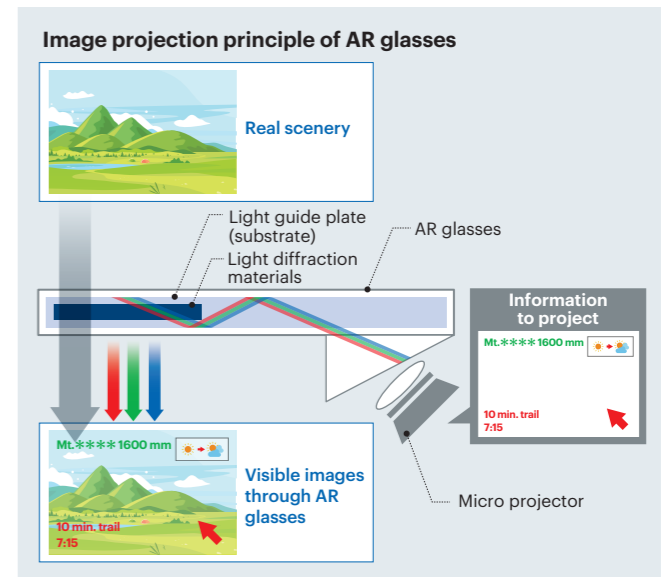 Image projection principle of AR glasses
Real scenery
Light guide plate
(substrate)
Light diffraction
materials
AR glasses
Information
to project
Mt.**** 1600 mm
10 min. trail
7:15
Micro projector
Mt.**** 1600 mm
10 min. trail
7:15
Visible images
through AR
glasses